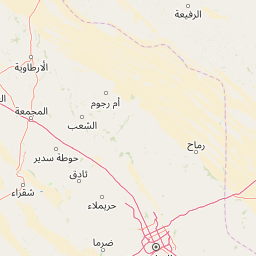 الرفيعة
الأرطاوية
أم رجوم
المجمعة
الشعب
رماح
حوطة سدير
ثادق
شقراء
حريملاء
ضرما